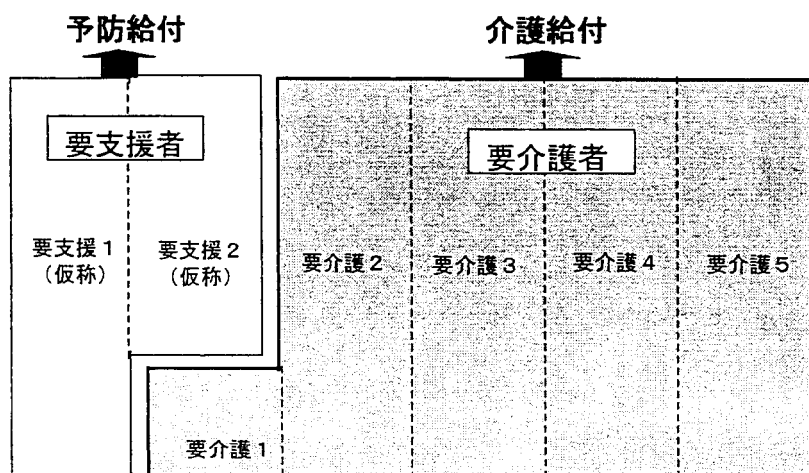 予防給付
介護給付
要支援者
要介護者
要支援1
(仮称)
要支援2
(仮称)
要介護2
要介護3
要介護4
要介護5
要介護1